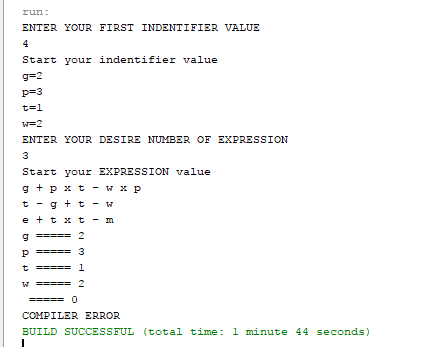 run:
ENTER YOUR FIRST INDENTIFIER VALUE
4
Start your indentifier value
g=2
p=3
t=1
w=2
ENTER YOUR DESIRE NUMBER OF EXPRESSION
3
Start your EXPRESSION value
g + p x t - w x p
t - g + t - w
e + t x t - m
g ===== 2
p ===== 3
t ===== 1
w ===== 2
 ===== 0
COMPILER ERROR
BUILD SUCCESSFUL (total time: 1 minute 44 seconds)